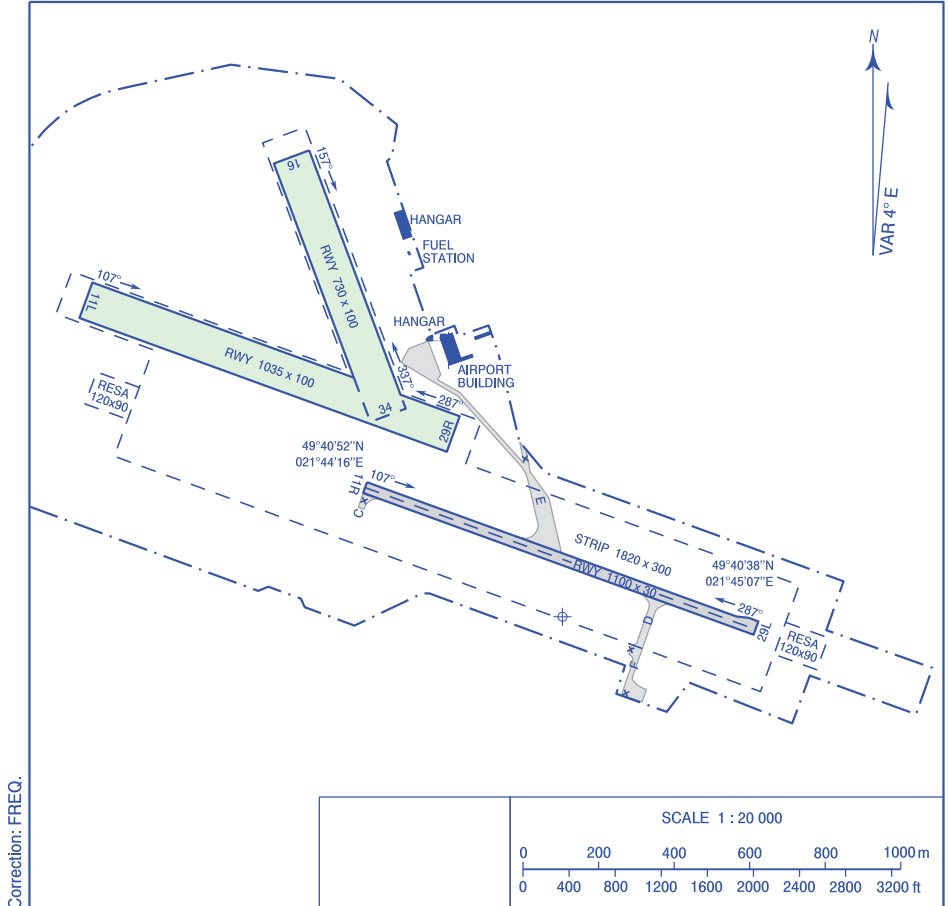 N
VAR 4° E
16
157°
HANGAR
FUEL
STATION
RWY 730 x 100
107°
11L
HANGAR
RWY 1035 x 100
337°
AIRPORT
BUILDING
RESA
120x90
287°
34
29R
49°40'52"N
021°44'16"E
107°
11R
C
E
STRIP 1820 x 300
RWY 1100 x 30
49°40'38"N
021°45'07"E
287°
29L
D
RESA
120x90
F
Correction: FREQ.
SCALE 1 : 20 000
0 200 400 600 800 1000 m
0 400 800 1200 1600 2000 2400 2800 3200 ft